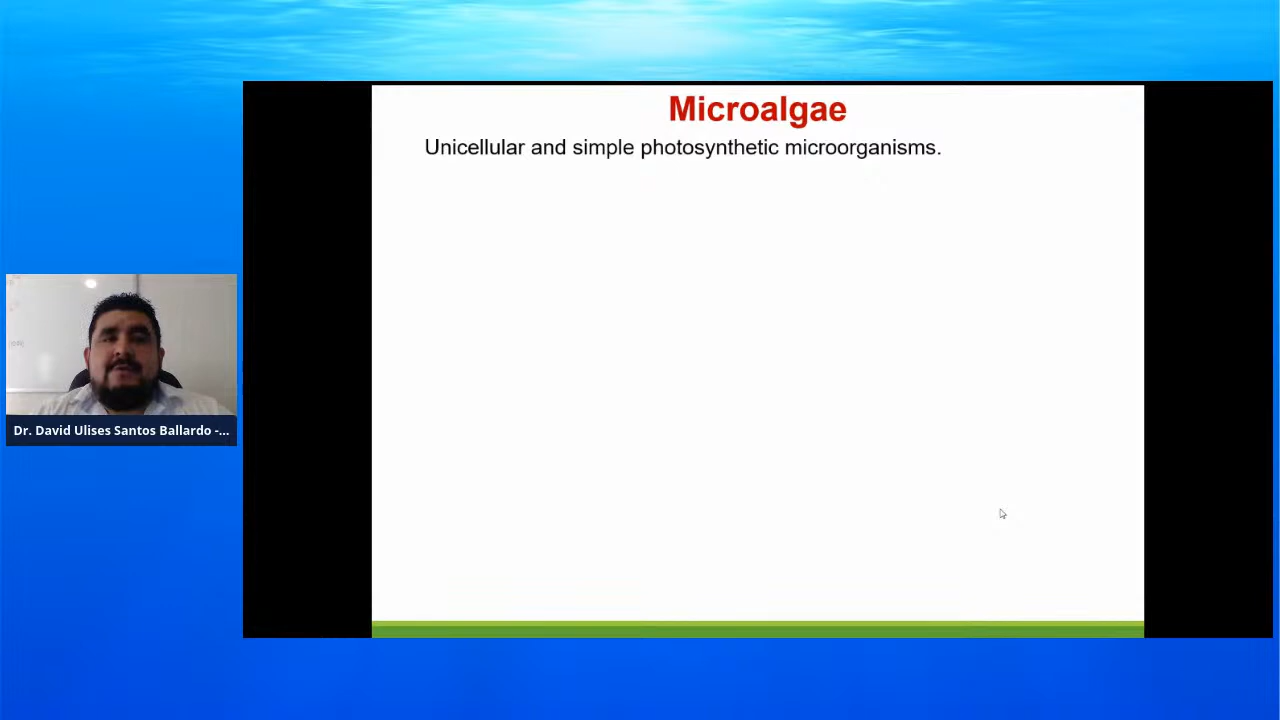 Microalgae
Unicellular and simple photosynthetic microorganisms.
Dr. David Ulises Santos Ballardo -...